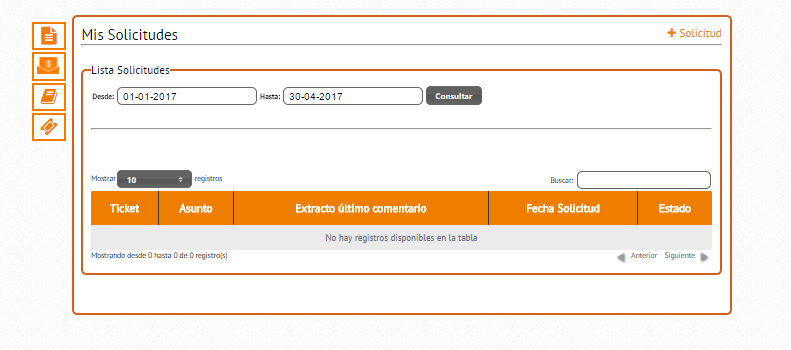 Mis Solicitudes
+ Solicitud
Lista Solicitudes
Desde: 01-01-2017 Hasta: 30-04-2017 Consultar
Mostrar 10 registros Buscar:
Ticket Asunto Extracto último comentario Fecha Solicitud Estado
No hay registros disponibles en la tabla
Mostrando desde 0 hasta 0 de 0 registro(s) Anterior Siguiente